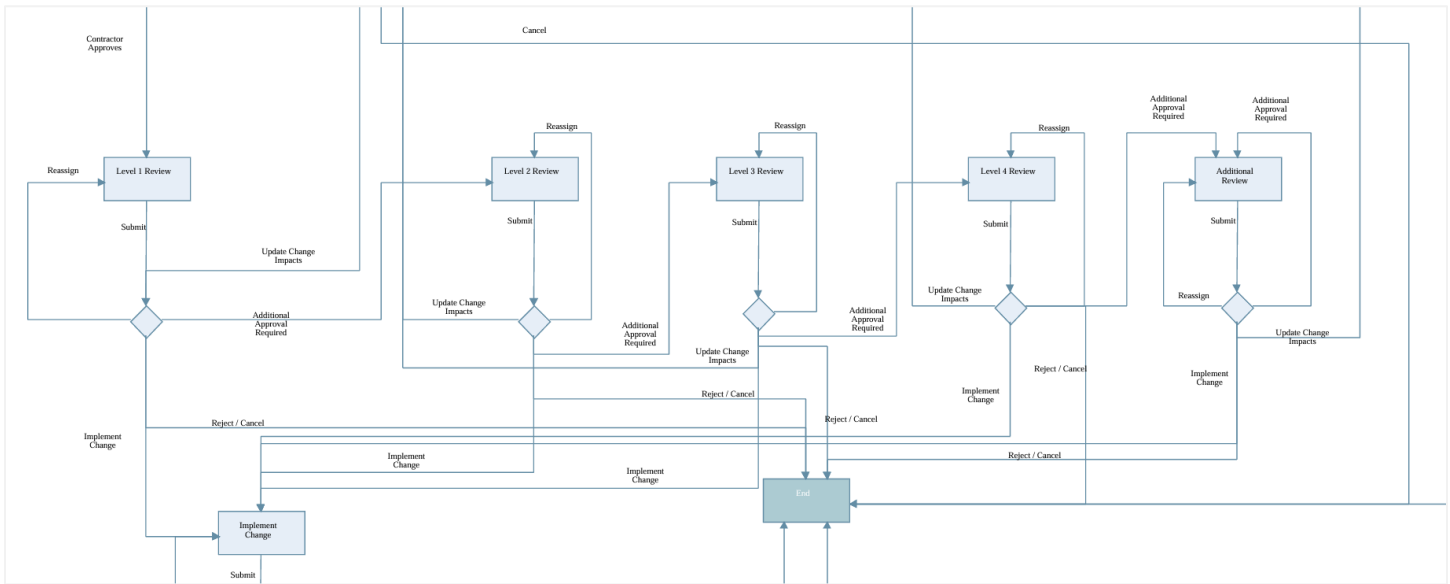 Cancel
Contractor
Approves
Additional
Approval
Required
Additional
Approval
Required
Reassign
Reassign
Reassign
Reassign
Level 1 Review
Level 2 Review
Level 3 Review
Level 4 Review
Additional
Review
Submit
Submit
Submit
Submit
Submit
Update Change
Impacts
Additional
Approval
Required
Update Change
Impacts
Additional
Approval
Required
Update Change
Impacts
Additional
Approval
Required
Update Change
Impacts
Reassign
Update Change
Impacts
Reject / Cancel
Implement
Change
Implement
Change
Reject / Cancel
Reject / Cancel
Reject / Cancel
Implement
Change
Implement
Change
Implement
Change
Reject / Cancel
End
Implement
Change
Submit